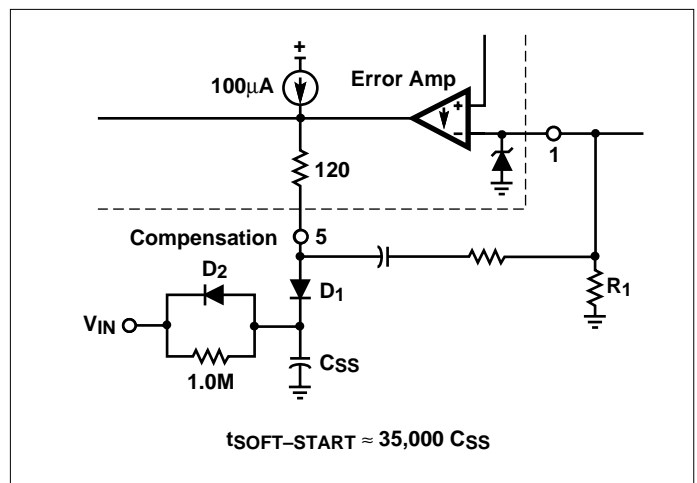 +
100µA
Error Amp
+
–
1
120
Compensation
5
D2
D1
R1
VIN
1.0M
CSS
tSOFT–START ≈ 35,000 CSS